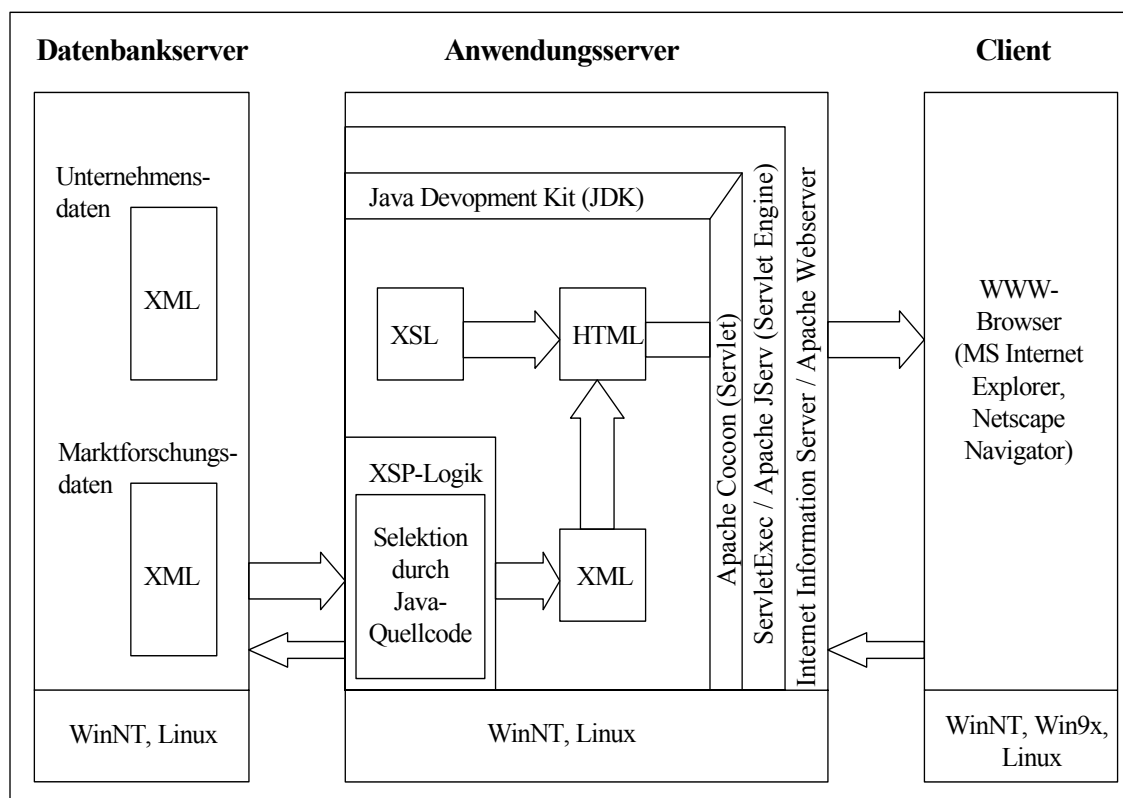 Datenbankserver
Anwendungsserver
Client
Unternehmens-
daten
XML
Marktforschungs-
daten
XML
WinNT, Linux
Java Devopment Kit (JDK)
XSL
HTML
XSP-Logik
Selektion
durch
Java-
Quellcode
XML
Apache Cocoon (Servlet)
ServletExec / Apache JServ (Servlet Engine)
Internet Information Server / Apache Webserver
WinNT, Linux
WWW-
Browser
(MS Internet
Explorer,
Netscape
Navigator)
WinNT, Win9x,
Linux